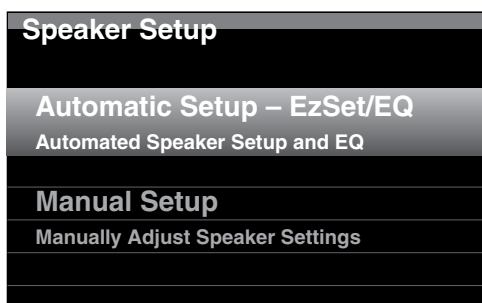 Speaker Setup
Automatic Setup – EzSet/EQ
Automated Speaker Setup and EQ
Manual Setup
Manually Adjust Speaker Settings